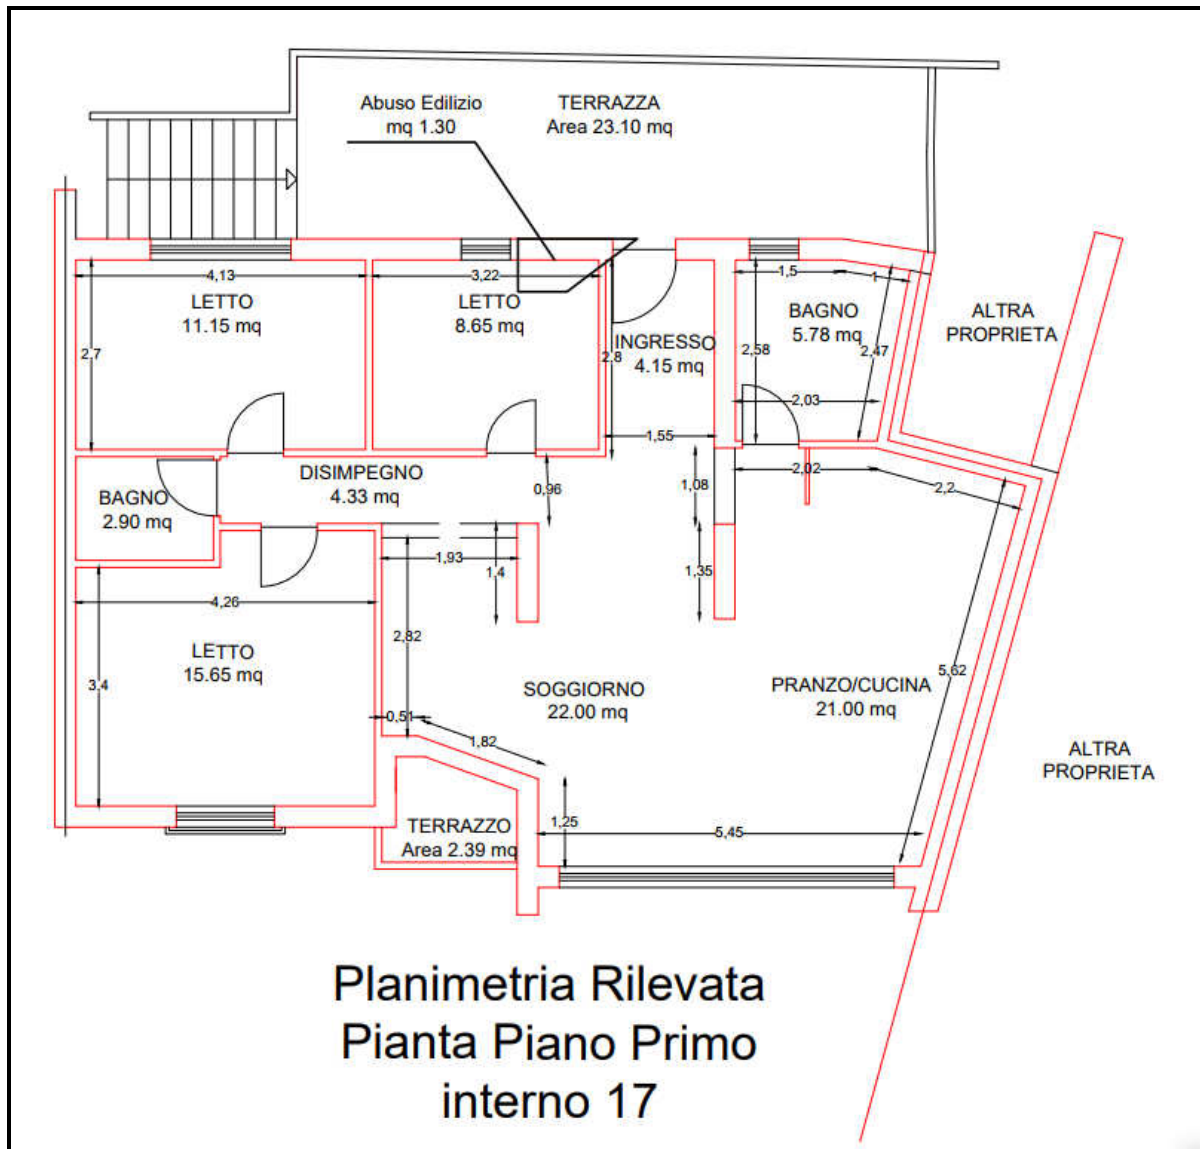 Abuso Edilizio
mq 1.30
TERRAZZA
Area 23.10 mq
4,13
3,22
1,5
1
LETTO
11.15 mq
LETTO
8.65 mq
BAGNO
5.78 mq
ALTRA
PROPRIETA
INGRESSO
4.15 mq
2,7
2,8
2,58
2,47
2,03
1,55
DISIMPEGNO
4.33 mq
2,02
2,2
BAGNO
2.90 mq
0,96
1,08
1,93
1,4
1,35
4,26
2,82
LETTO
15.65 mq
3,4
SOGGIORNO
22.00 mq
PRANZO/CUCINA
21.00 mq
5,62
0,51
1,82
ALTRA
PROPRIETA
TERRAZZO
Area 2.39 mq
1,25
5,45
Planimetria Rilevata
Pianta Piano Primo
interno 17